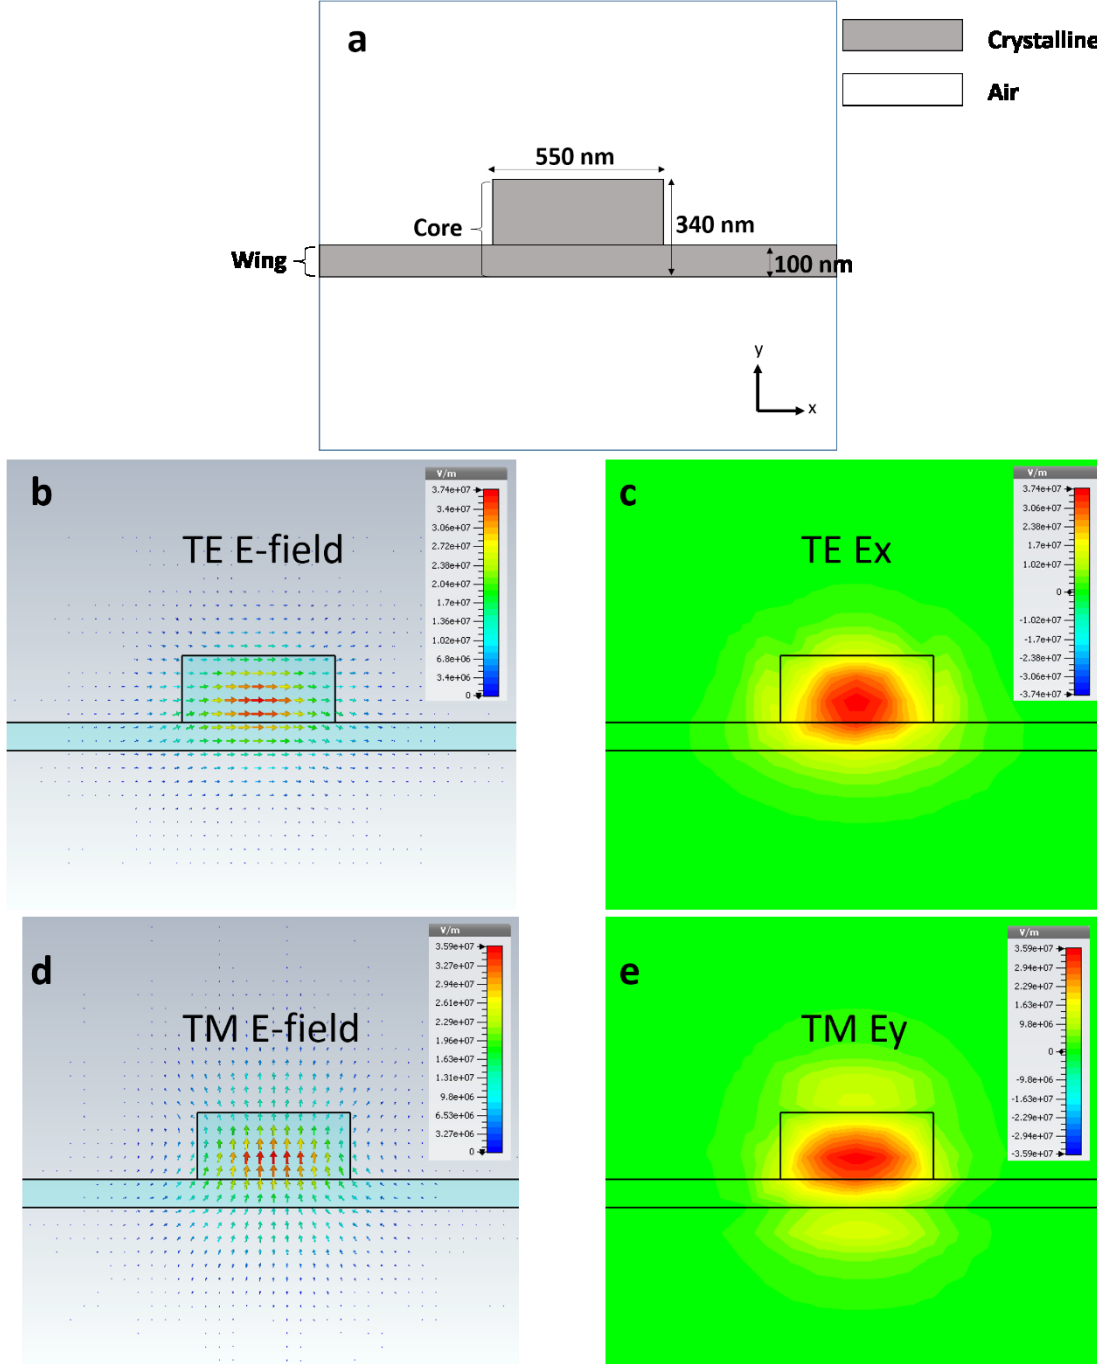 a
Crystalline
Air
550 nm
Core
340 nm
Wing
100 nm
y
x
b
TE E-field
V/m
3.74e+07
3.4e+07
3.06e+07
2.72e+07
2.38e+07
2.04e+07
1.7e+07
1.36e+07
1.02e+07
6.8e+06
3.4e+06
0
c
TE Ex
V/m
3.74e+07
3.06e+07
2.38e+07
1.7e+07
1.02e+07
0
-1.02e+07
-1.7e+07
-2.38e+07
-3.06e+07
-3.74e+07
d
TM E-field
V/m
3.59e+07
3.27e+07
2.94e+07
2.61e+07
2.29e+07
1.96e+07
1.63e+07
1.31e+07
9.8e+06
6.53e+06
3.27e+06
0
e
TM Ey
V/m
3.59e+07
2.94e+07
2.29e+07
1.63e+07
9.8e+06
0
-9.8e+06
-1.63e+07
-2.29e+07
-2.94e+07
-3.59e+07